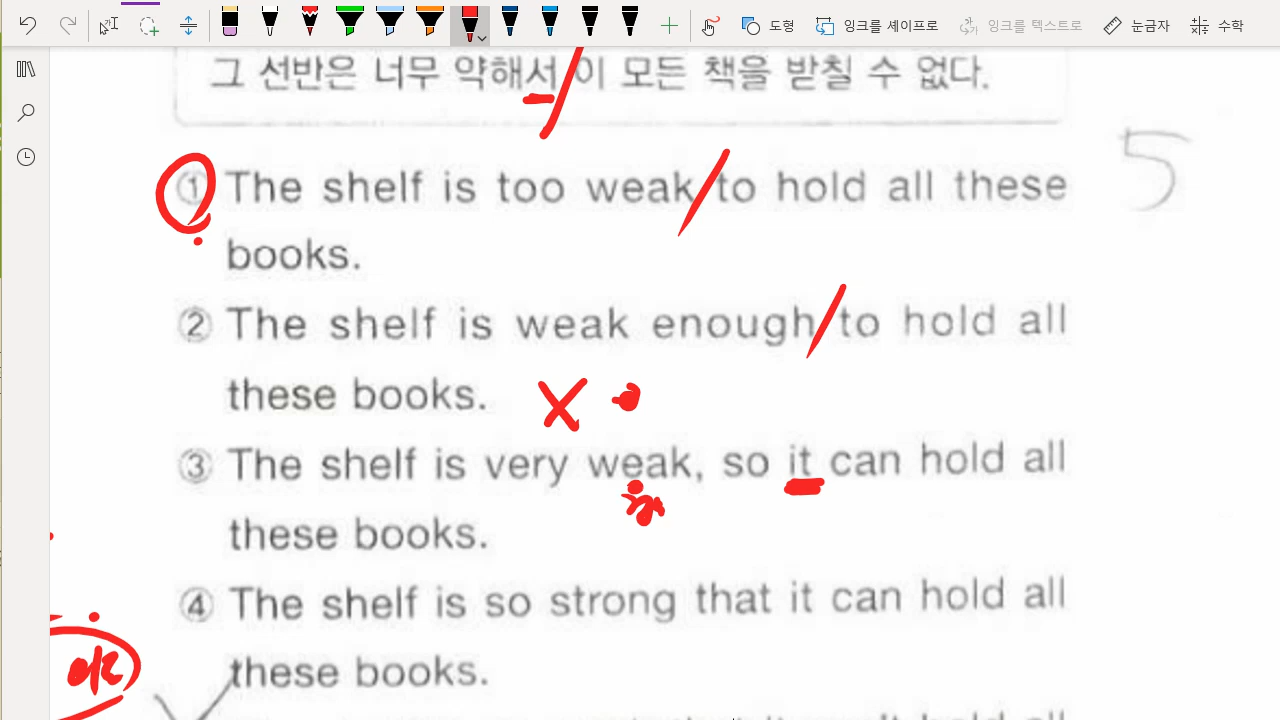 도형 잉크를 셰이프로 잉크를 텍스트로 눈금자 수학
그 선반은 너무 약해서 이 모든 책을 받칠 수 없다.
5
① The shelf is too weak to hold all these
books.
② The shelf is weak enough to hold all
these books.
③ The shelf is very weak, so it can hold all
these books.
④ The shelf is so strong that it can hold all
these books.